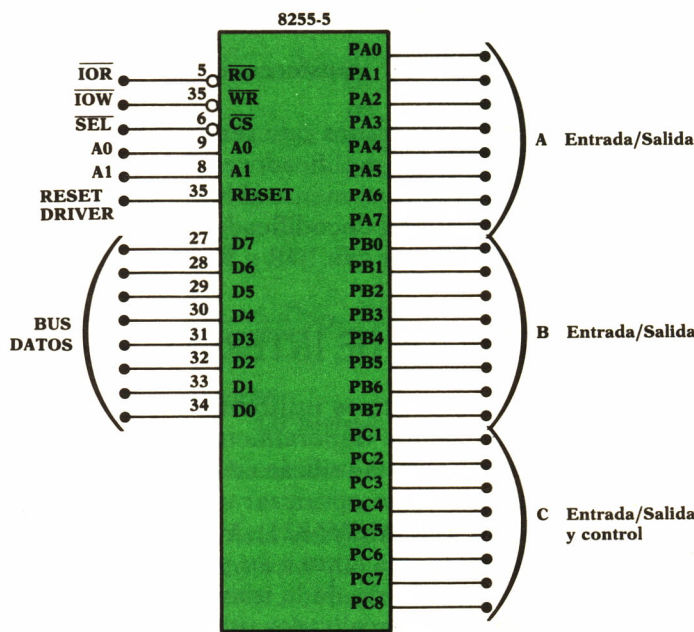 8255-5
IOR 5 RO PA0
IOW 35 WR PA1
SEL 6 CS PA2
A0 9 A0 PA3
A1 8 A1 PA4
RESET DRIVER 35 RESET PA5
PA6
PA7
A Entrada/Salida
BUS DATOS
27 D7 PB0
28 D6 PB1
29 D5 PB2
30 D4 PB3
31 D3 PB4
32 D2 PB5
33 D1 PB6
34 D0 PB7
B Entrada/Salida
PC1
PC2
PC3
PC4
PC5
PC6
PC7
PC8
C Entrada/Salida
y control